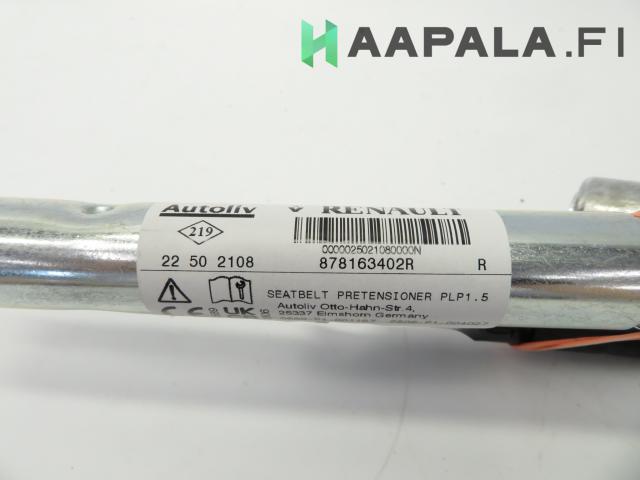 HAAPALA.FI
Autoliv RENAULT
219
0000025021080000N
22 50 2108 878163402R R
SEATBELT PRETENSIONER PLP1.5
Autoliv Otto-Hahn-Str.4,
25337 Elmshorn Germany
UK